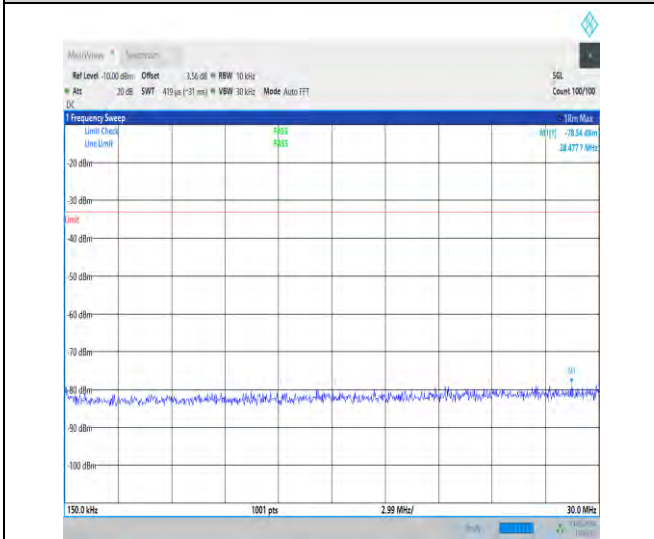 MultiView Spectrum
Ref Level -10.00 dBm Offset 3.56 dB RBW 10 kHz SGL
Att 20 dB SWT 419 µs (~31 ms) VBW 30 kHz Mode Auto FFT Count 100/100
DC
1 Frequency Sweep 1Rm Max
Limit Check PASS M1[1] -78.54 dBm
Line Limit PASS 28.477 7 MHz
-20 dBm
-30 dBm
Limit
-40 dBm
-50 dBm
-60 dBm
-70 dBm
M1
-80 dBm
-90 dBm
-100 dBm
150.0 kHz 1001 pts 2.99 MHz/ 30.0 MHz